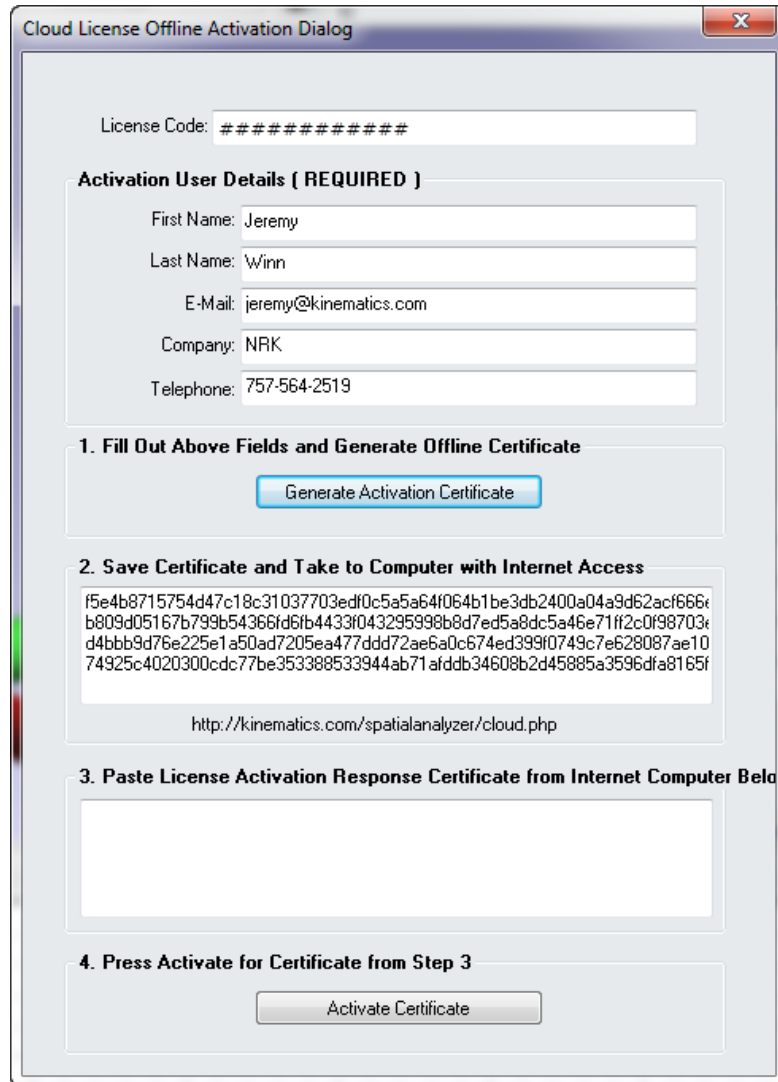 Cloud License Offline Activation Dialog
License Code: ############
Activation User Details ( REQUIRED )
First Name: Jeremy
Last Name: Winn
E-Mail: jeremy@kinematics.com
Company: NRK
Telephone: 757-564-2519
1. Fill Out Above Fields and Generate Offline Certificate
Generate Activation Certificate
2. Save Certificate and Take to Computer with Internet Access
f5e4b8715754d47c18c31037703edf0c5a5a64f064b1be3db2400a04a9d62acf666e
b809d05167b799b54366fd6fb4433f043295998b8d7ed5a8dc5a46e71ff2c0f98703e
d4bbb9d76e225e1a50ad7205ea477ddd72ae6a0c674ed399f0749c7e628087ae10
74925c4020300cdc77be353388533944ab71afddb34608b2d45885a3596dfa8165f
http://kinematics.com/spatialanalyzer/cloud.php
3. Paste License Activation Response Certificate from Internet Computer Belo
4. Press Activate for Certificate from Step 3
Activate Certificate